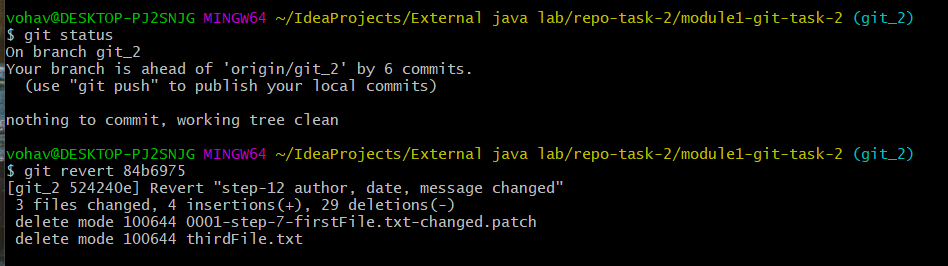 vohav@DESKTOP-PJ2SNJG MINGW64 ~/IdeaProjects/External java lab/repo-task-2/module1-git-task-2 (git_2)
$ git status
On branch git_2
Your branch is ahead of 'origin/git_2' by 6 commits.
  (use "git push" to publish your local commits)

nothing to commit, working tree clean

vohav@DESKTOP-PJ2SNJG MINGW64 ~/IdeaProjects/External java lab/repo-task-2/module1-git-task-2 (git_2)
$ git revert 84b6975
[git_2 524240e] Revert "step-12 author, date, message changed"
 3 files changed, 4 insertions(+), 29 deletions(-)
 delete mode 100644 0001-step-7-firstFile.txt-changed.patch
 delete mode 100644 thirdFile.txt